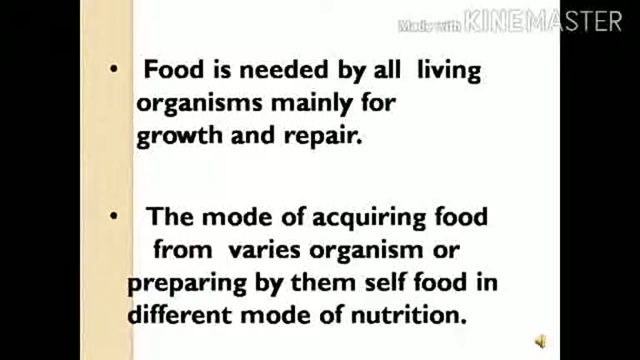 Made with KINEMASTER
• Food is needed by all living
organisms mainly for
growth and repair.
• The mode of acquiring food
from varies organism or
preparing by them self food in
different mode of nutrition.